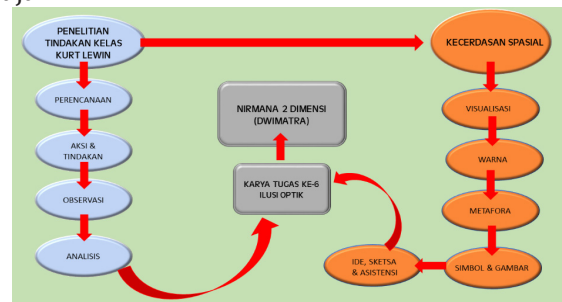 PENELITIAN
TINDAKAN KELAS
KURT LEWIN
PERENCANAAN
AKSI &
TINDAKAN
OBSERVASI
ANALISIS
NIRMANA 2 DIMENSI
(DWIMATRA)
KARYA TUGAS KE-6
ILUSI OPTIK
KECERDASAN SPASIAL
VISUALISASI
WARNA
METAFORA
SIMBOL & GAMBAR
IDE, SKETSA
& ASISTENSI